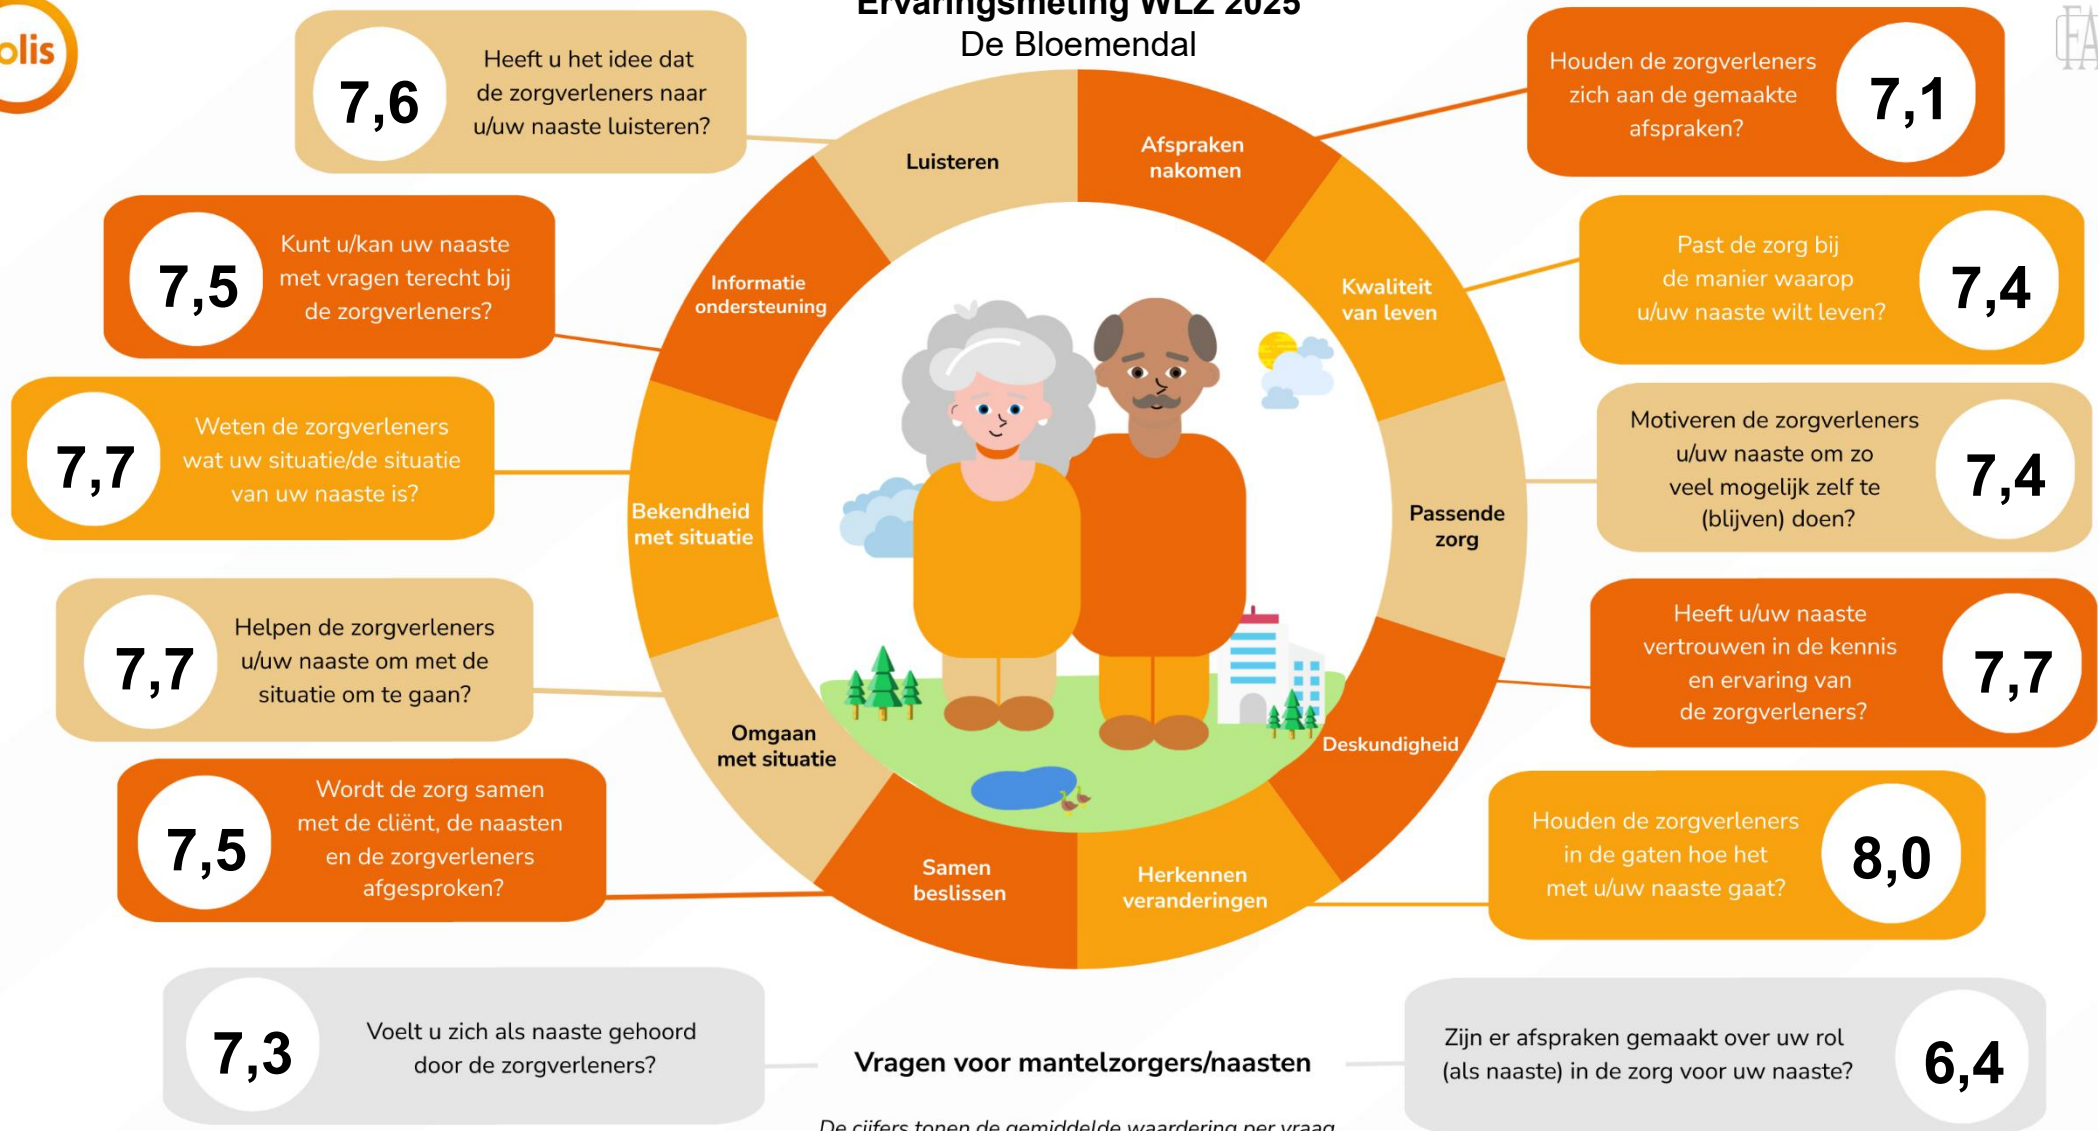 Ervaringsmeting WLZ 2025
De Bloemendal
olis
FA
7,6
Heeft u het idee dat
de zorgverleners naar
u/uw naaste luisteren?
7,5
Kunt u/kan uw naaste
met vragen terecht bij
de zorgverleners?
7,7
Weten de zorgverleners
wat uw situatie/de situatie
van uw naaste is?
7,7
Helpen de zorgverleners
u/uw naaste om met de
situatie om te gaan?
7,5
Wordt de zorg samen
met de cliënt, de naasten
en de zorgverleners
afgesproken?
Luisteren
Afspraken
nakomen
Informatie
ondersteuning
Kwaliteit
van leven
Bekendheid
met situatie
Passende
zorg
Omgaan
met situatie
Deskundigheid
Samen
beslissen
Herkennen
veranderingen
Houden de zorgverleners
zich aan de gemaakte
afspraken?
7,1
Past de zorg bij
de manier waarop
u/uw naaste wilt leven?
7,4
Motiveren de zorgverleners
u/uw naaste om zo
veel mogelijk zelf te
(blijven) doen?
7,4
Heeft u/uw naaste
vertrouwen in de kennis
en ervaring van
de zorgverleners?
7,7
Houden de zorgverleners
in de gaten hoe het
met u/uw naaste gaat?
8,0
7,3
Voelt u zich als naaste gehoord
door de zorgverleners?
Vragen voor mantelzorgers/naasten
Zijn er afspraken gemaakt over uw rol
(als naaste) in de zorg voor uw naaste?
6,4
De cijfers tonen de gemiddelde waardering per vraag